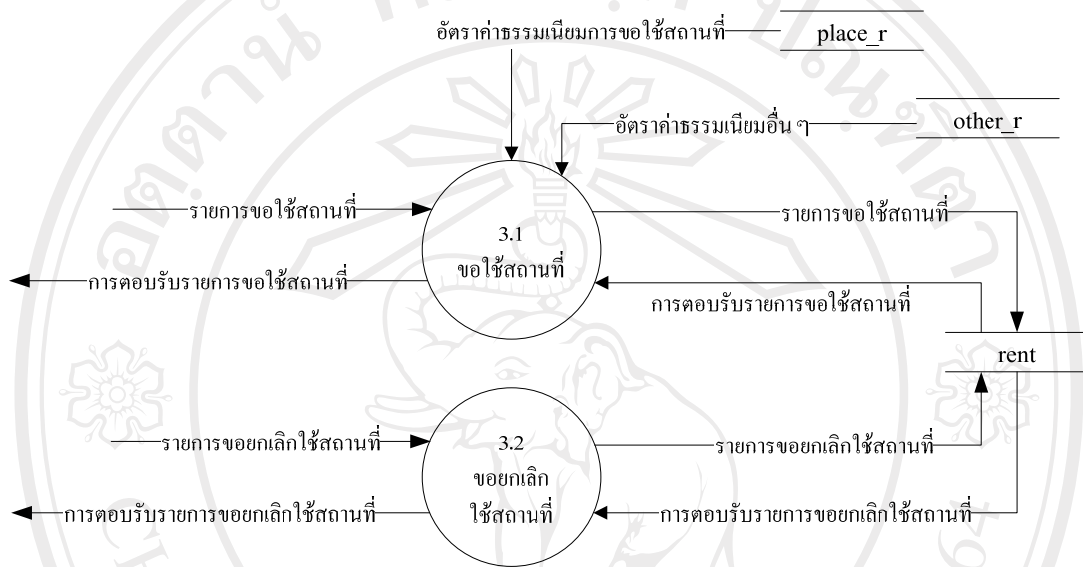 อัตราค่าธรรมเนียมการขอใช้สถานที่ place_r
อัตราค่าธรรมเนียมอื่น ๆ other_r
รายการขอใช้สถานที่
รายการขอใช้สถานที่
3.1
ขอใช้สถานที่
การตอบรับรายการขอใช้สถานที่
การตอบรับรายการขอใช้สถานที่
rent
รายการขอยกเลิกใช้สถานที่
3.2
รายการขอยกเลิกใช้สถานที่
ขอยกเลิก
ใช้สถานที่
การตอบรับรายการขอยกเลิกใช้สถานที่
การตอบรับรายการขอยกเลิกใช้สถานที่